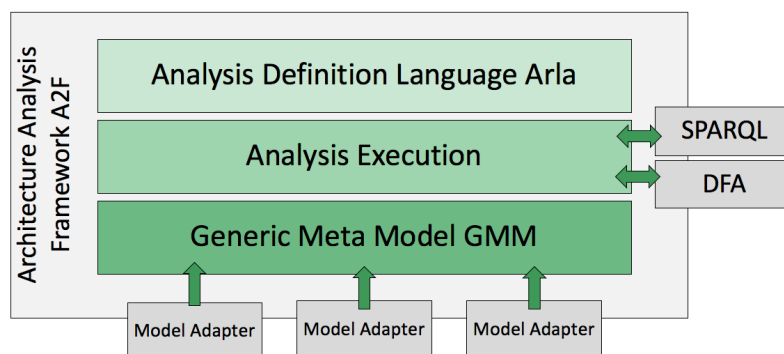 Architecture Analysis
Framework A2F
Analysis Definition Language Arla
Analysis Execution
SPARQL
DFA
Generic Meta Model GMM
Model Adapter
Model Adapter
Model Adapter